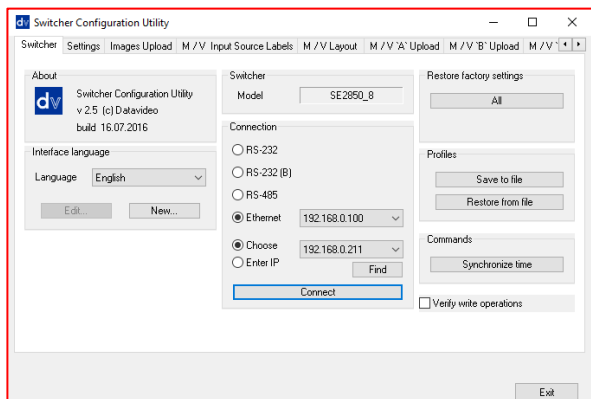 dv Switcher Configuration Utility
Switcher Settings Images Upload M / V Input Source Labels M / V Layout M / V `A` Upload M / V `B` Upload M / V `
About
dv
Switcher Configuration Utility
v 2.5 (c) Datavideo
build 16.07.2016
Interface language
Language English
Edit... New...
Switcher
Model SE2850_8
Connection
RS-232
RS-232 (B)
RS-485
Ethernet 192.168.0.100
Choose 192.168.0.211
Enter IP
Find
Connect
Restore factory settings
All
Profiles
Save to file
Restore from file
Commands
Synchronize time
Verify write operations
Exit